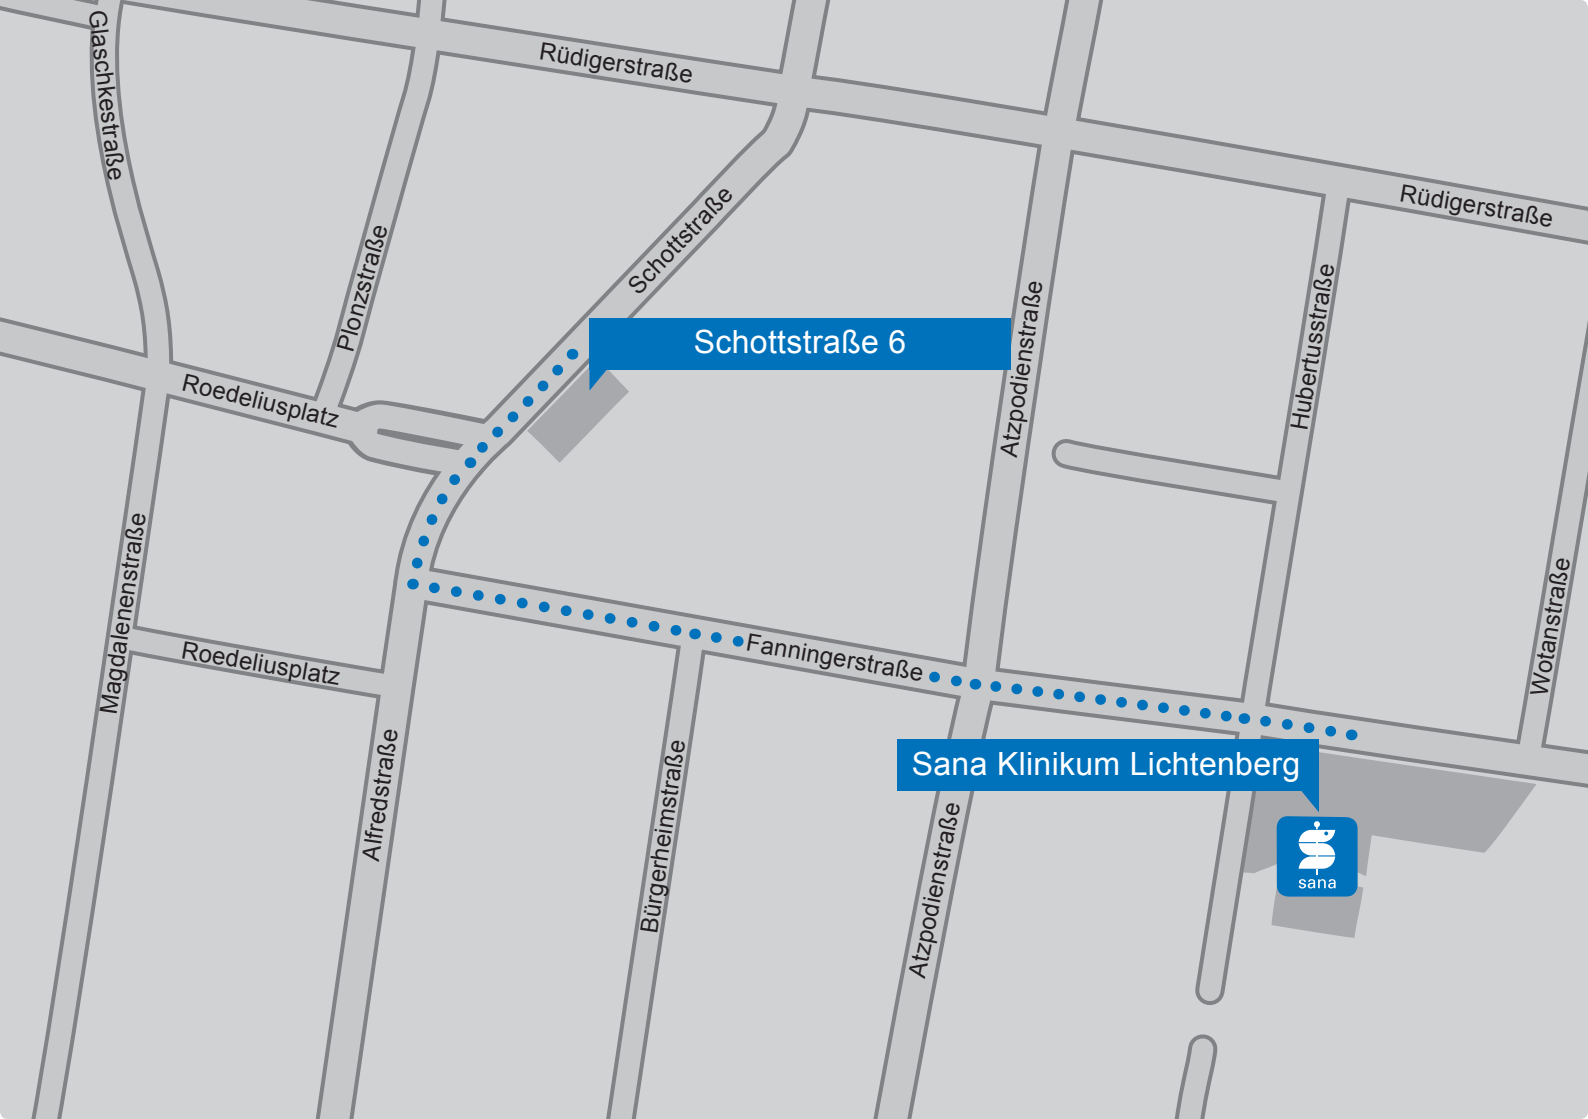 Glaschkestraße
Rüdigerstraße
Rüdigerstraße
Schottstraße
Plonzstraße
Roedeliusplatz
Schottstraße 6
Atzpodienstraße
Hubertusstraße
Magdalenenstraße
Roedeliusplatz
Fanningerstraße
Wotanstraße
Alfredstraße
Bürgerheimstraße
Sana Klinikum Lichtenberg
Atzpodienstraße
sana